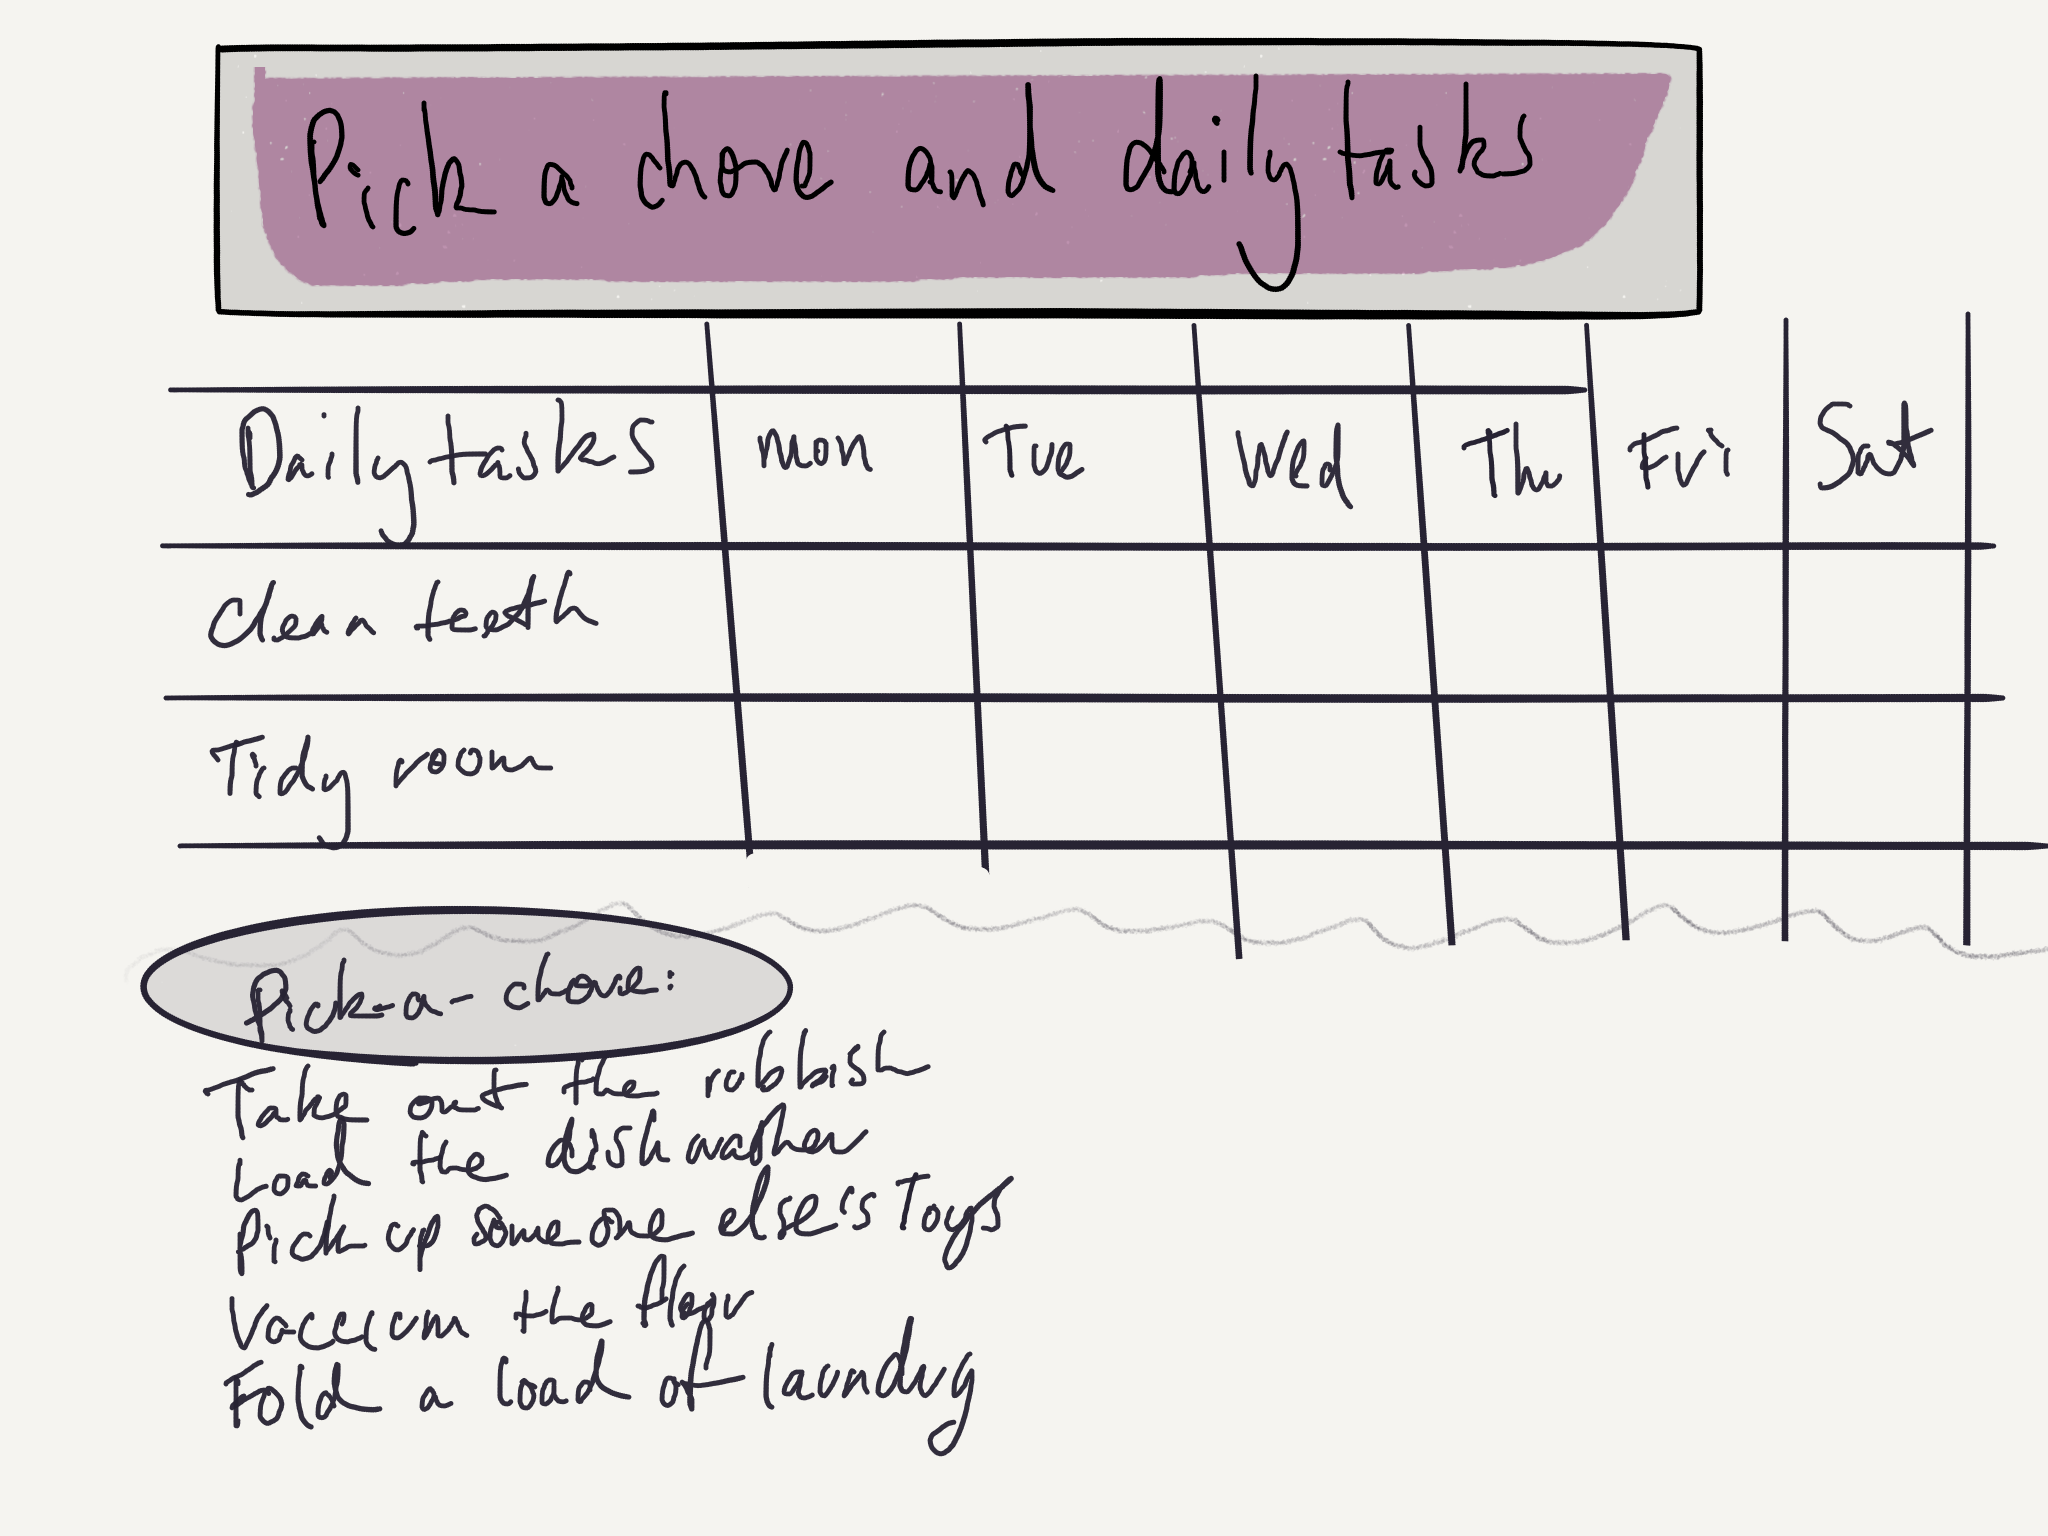 Pick a chore and daily tasks
Daily tasks mon Tue Wed Thu Fri Sat
Clean teeth
Tidy room
Pick-a-chore:
Take out the rubbish
Load the dishwasher
Pick up someone else's Toys
Vaccium the floor
Fold a load of laundry